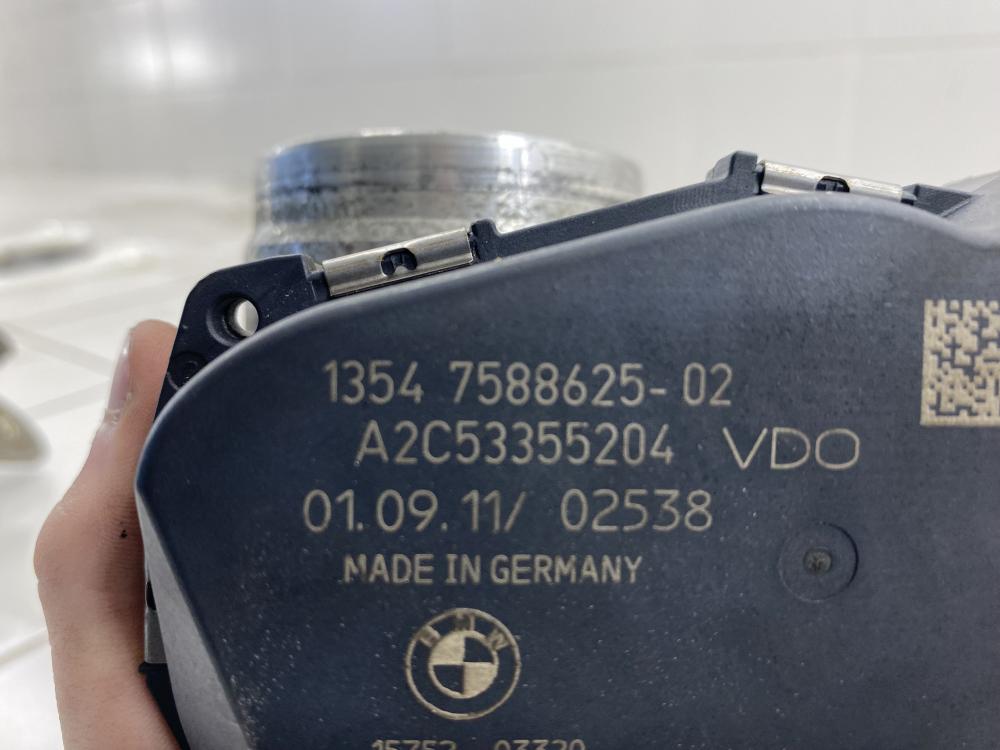 1354 7588625-02
A2C53355204 VDO
01.09.11/ 02538
MADE IN GERMANY
BMW